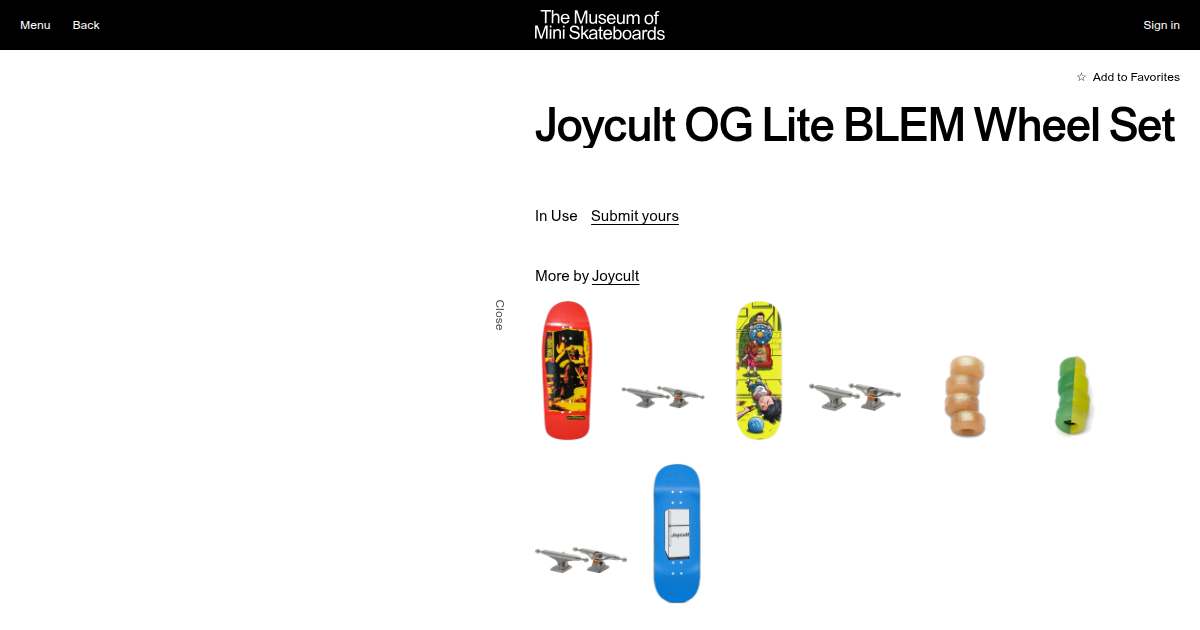 Menu
Back
The Museum of
Mini Skateboards
Sign in
☆ Add to Favorites
Joycult OG Lite BLEM Wheel Set
In Use
Submit yours
More by Joycult
Close
Joycult